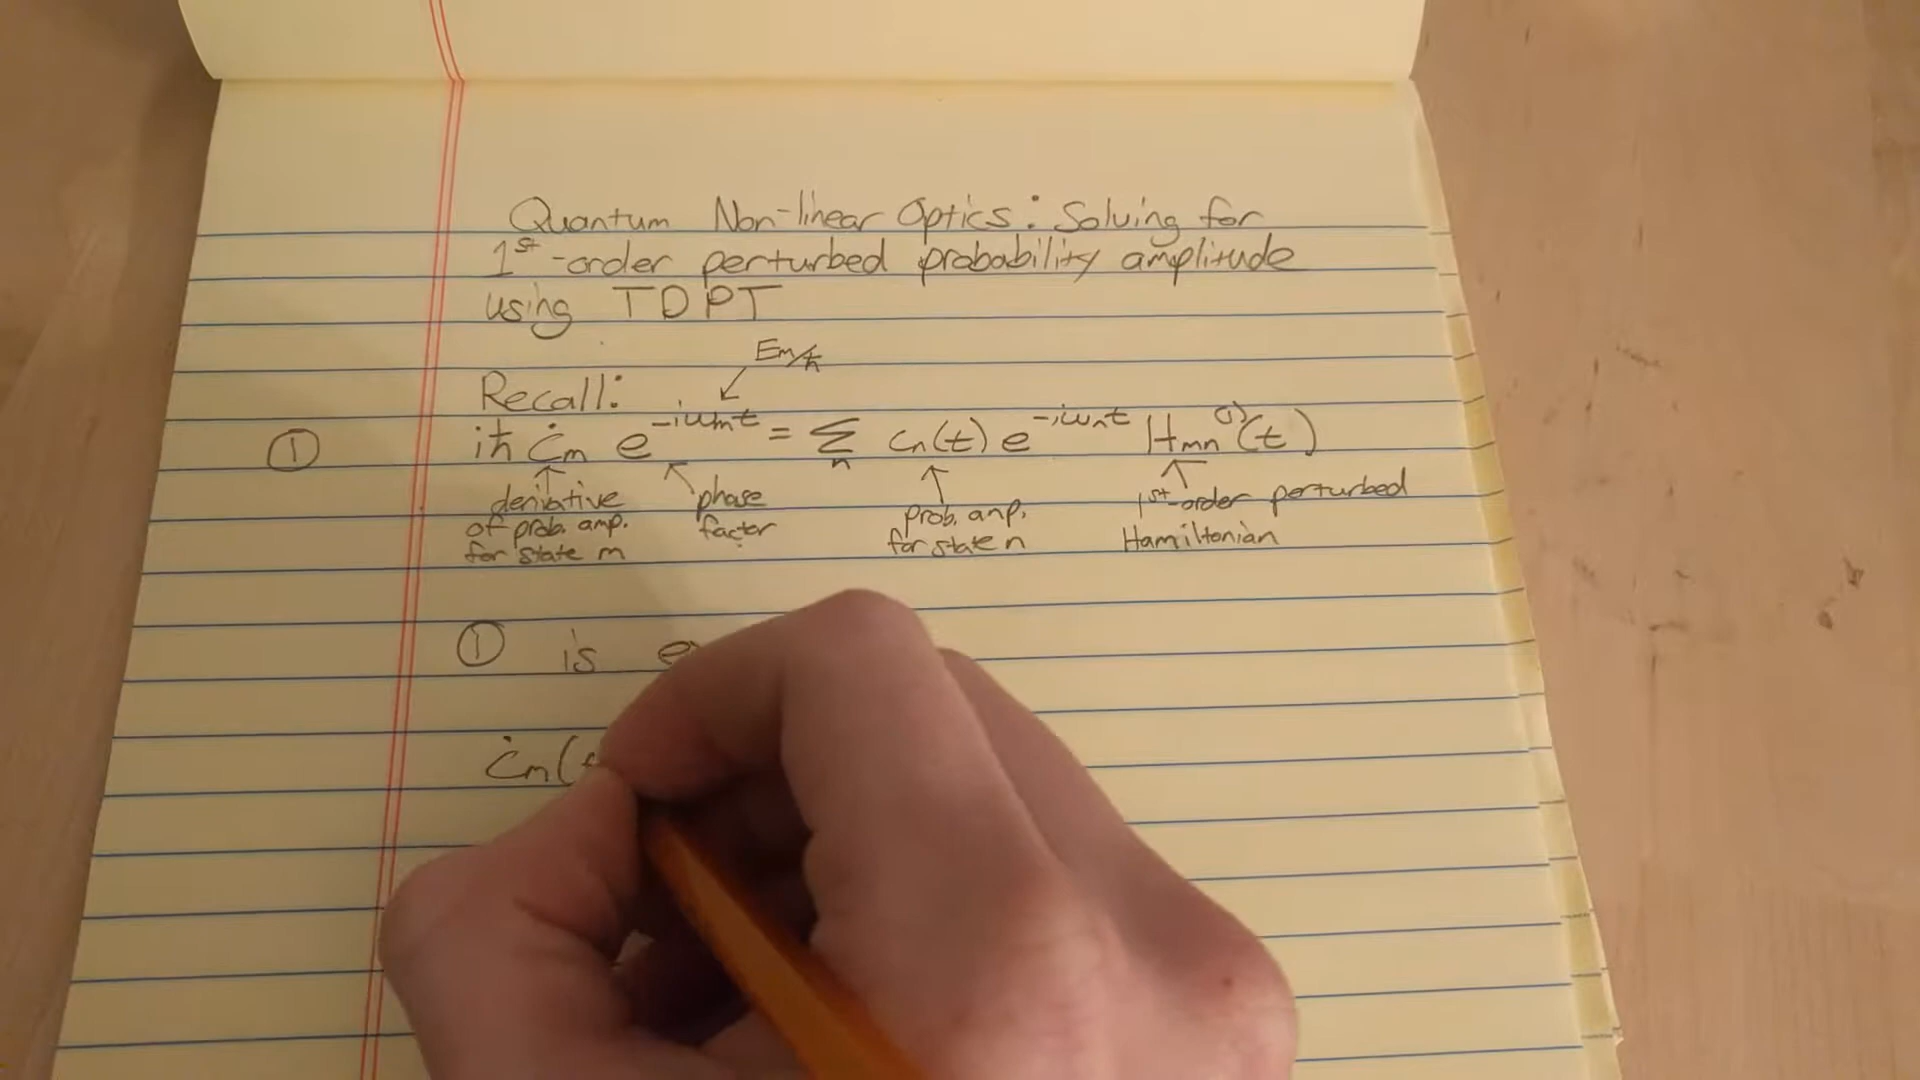 Quantum Non-linear Optics: Solving for
1st-order perturbed probability amplitude
using TDPT
Em/ħ
Recall:
① iħ ċm e^-iωmt = Σn cn(t) e^-iωnt Hmn^(1)(t)
deriative of prob. amp. for state m
phase factor
prob. amp. for state n
1st-order perturbed Hamiltonian
① is
ċm(